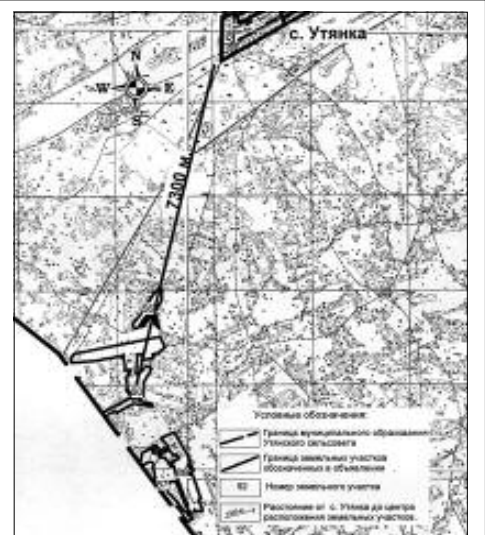 с. Утянка
N
W E
S
7300 м.
Условные обозначения:
Граница муниципального образования
Утянского сельсовета
Граница земельных участков
обозначенных в объявлении
Номер земельного участка
Расстояние от с. Утянка до центра
расположения земельных участков.